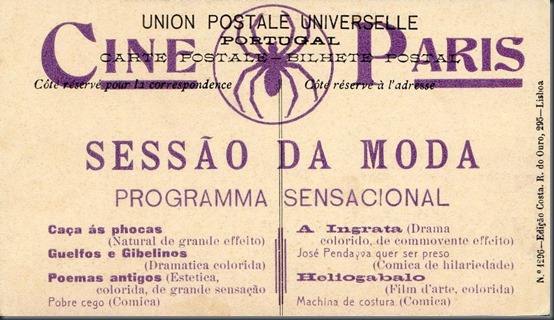 UNION POSTALE UNIVERSELLE
PORTUGAL
CARTE POSTALE - BILHETE POSTAL
CINE PARIS
Côté réservé pour la correspondence
Côté réservé à l'adresse
SESSÃO DA MODA
PROGRAMMA SENSACIONAL
Caça ás phocas
(Natural de grande effeito)
Guelfos e Gibelinos
(Dramatica colorida)
Poemas antigos (Estetica,
colorida, de grande sensação
Pobre cego (Comica)
A Ingrata (Drama
colorido, de commovente effeito)
José Pendayva quer ser preso
(Comica de hilariedade)
Heliogabalo
(Film d'arte, colorida)
Machina de costura (Comica)
N.º 1296—Edição Costa. R. do Ouro, 295—Lisboa